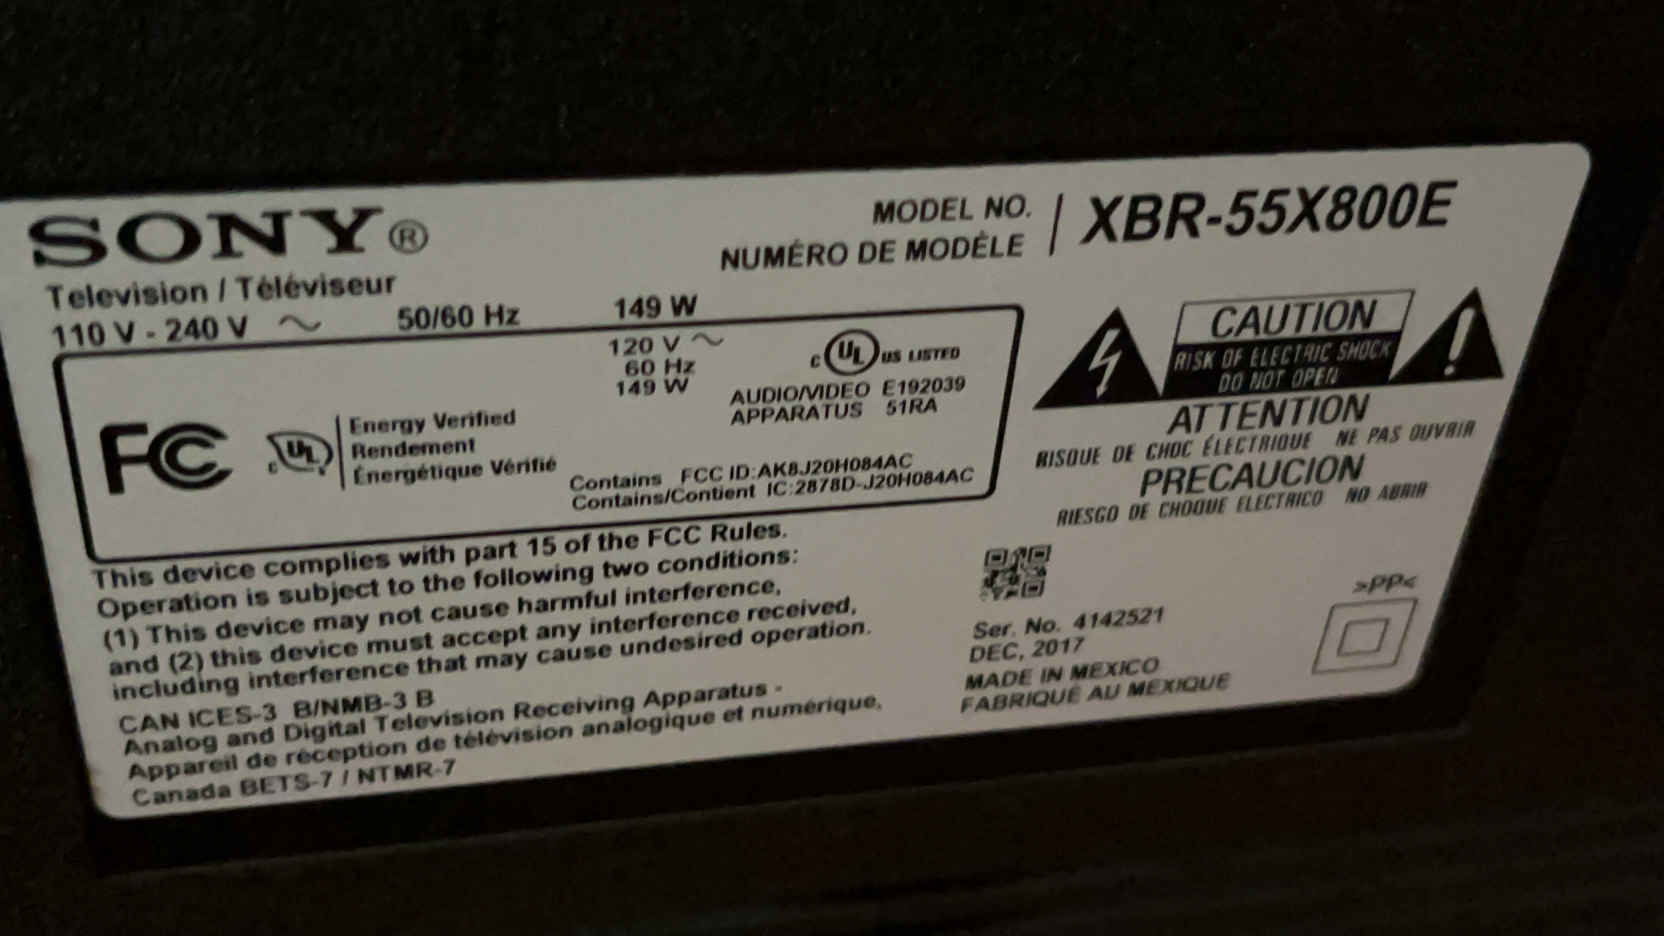 SONY®
MODEL NO.
NUMÉRO DE MODÈLE
XBR-55X800E
Television / Téléviseur
110 V - 240 V ～ 50/60 Hz 149 W
120 V ～
60 Hz
149 W
C UL US LISTED
AUDIO/VIDEO E192039
APPARATUS 51RA
FC
C UL
Energy Verified
Rendement
Énergétique Vérifié
Contains FCC ID:AK8J20H084AC
Contains/Contient IC:2878D-J20H084AC
CAUTION
RISK OF ELECTRIC SHOCK
DO NOT OPEN
ATTENTION
RISQUE DE CHOC ÉLECTRIQUE NE PAS OUVRIR
PRECAUCION
RIESGO DE CHOQUE ELECTRICO NO ABRIR
This device complies with part 15 of the FCC Rules.
Operation is subject to the following two conditions:
(1) This device may not cause harmful interference,
and (2) this device must accept any interference received,
including interference that may cause undesired operation.
CAN ICES-3 B/NMB-3 B
Analog and Digital Television Receiving Apparatus -
Appareil de réception de télévision analogique et numérique,
Canada BETS-7 / NTMR-7
Ser. No. 4142521
DEC, 2017
MADE IN MEXICO
FABRIQUÉ AU MEXIQUE
>PP<